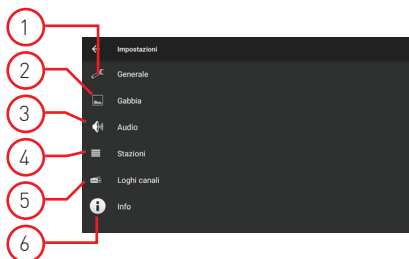 1
Impostazioni
2
Generale
Gabbia
3
Audio
4
Stazioni
5
Loghi canali
6
Info